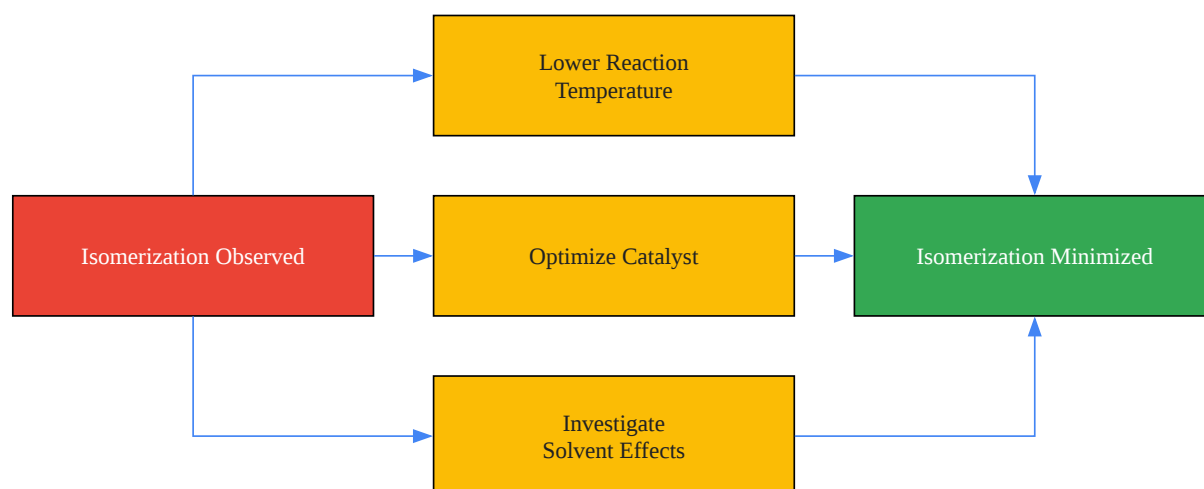 Lower Reaction
Temperature
Isomerization Observed
Optimize Catalyst
Isomerization Minimized
Investigate
Solvent Effects